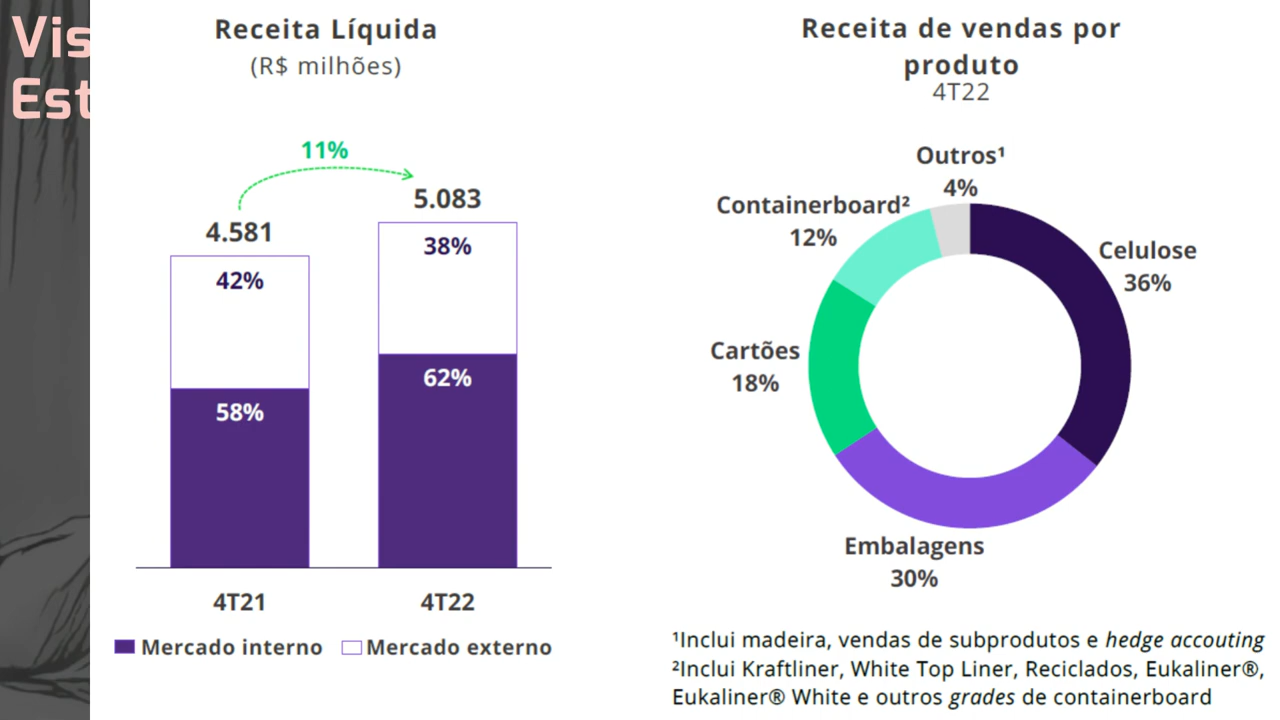 Vis
Est
Receita Líquida
(R$ milhões)
11%
4.581
5.083
42%
38%
58%
62%
4T21
4T22
Mercado interno
Mercado externo
Receita de vendas por
produto
4T22
Outros¹
4%
Containerboard²
12%
Celulose
36%
Cartões
18%
Embalagens
30%
¹Inclui madeira, vendas de subprodutos e hedge accouting
²Inclui Kraftliner, White Top Liner, Reciclados, Eukaliner®,
Eukaliner® White e outros grades de containerboard